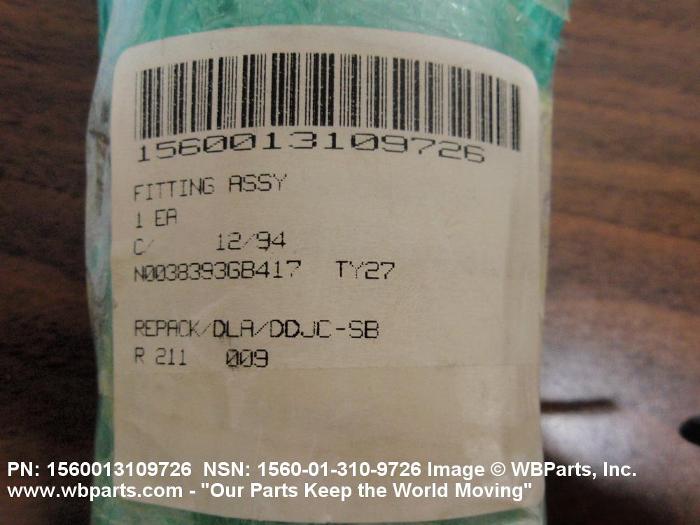 1560013109726
FITTING ASSY
1 EA
C/ 12/94
N0038393GB417 TY27
REPACK/DLA/DDJC-SB
R 211 009
PN: 1560013109726 NSN: 1560-01-310-9726 Image © WBParts, Inc.
www.wbparts.com - "Our Parts Keep the World Moving"